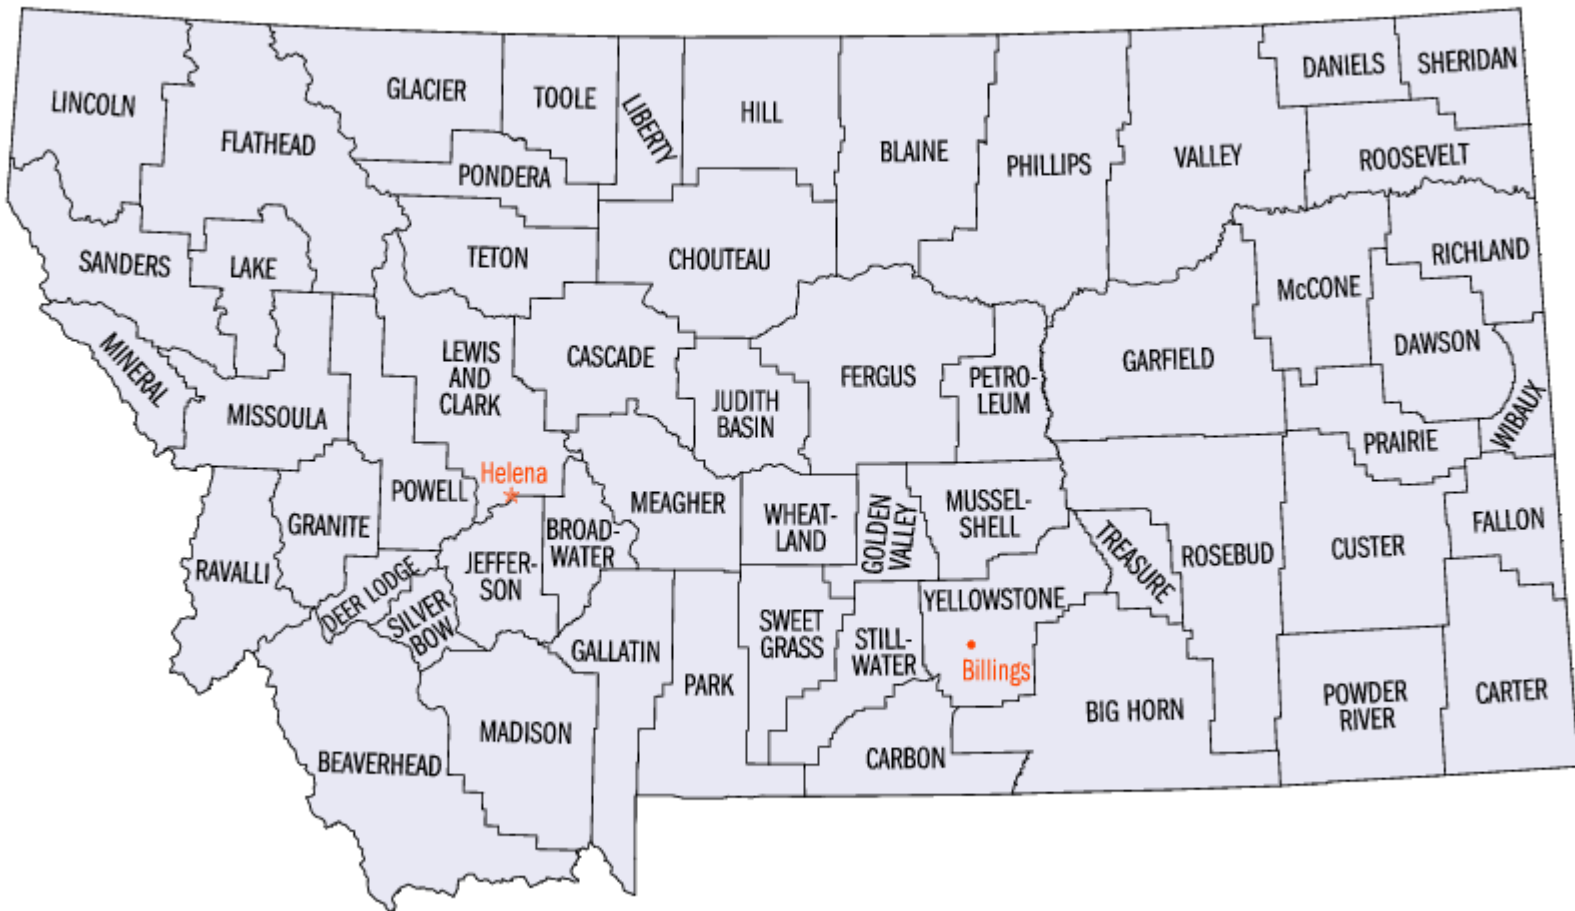 LINCOLN
FLATHEAD
GLACIER
TOOLE
LIBERTY
HILL
BLAINE
PHILLIPS
VALLEY
DANIELS
SHERIDAN
ROOSEVELT
PONDERA
SANDERS
LAKE
TETON
CHOUTEAU
McCONE
RICHLAND
DAWSON
MINERAL
MISSOULA
LEWIS
AND
CLARK
CASCADE
JUDITH
BASIN
FERGUS
PETRO-
LEUM
GARFIELD
PRAIRIE
WIBAUX
Helena
POWELL
GRANITE
RAVALLI
DEER LODGE
SILVER
BOW
JEFFER-
SON
BROAD-
WATER
MEAGHER
WHEAT-
LAND
GOLDEN
VALLEY
MUSSEL-
SHELL
TREASURE
ROSEBUD
CUSTER
FALLON
YELLOWSTONE
Billings
GALLATIN
PARK
SWEET
GRASS
STILL-
WATER
BEAVERHEAD
MADISON
CARBON
BIG HORN
POWDER
RIVER
CARTER